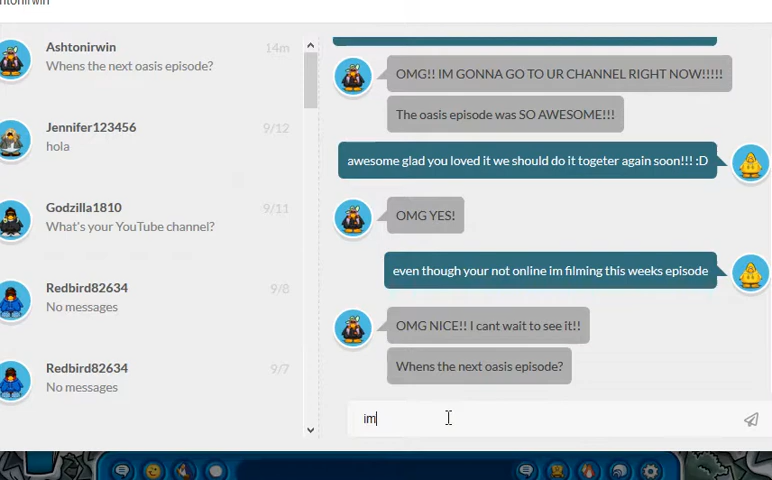 Ashtonirwin
14m
Whens the next oasis episode?
Jennifer123456
9/12
hola
Godzilla1810
9/11
What's your YouTube channel?
Redbird82634
9/8
No messages
Redbird82634
9/7
No messages
OMG!! IM GONNA GO TO UR CHANNEL RIGHT NOW!!!!!
The oasis episode was SO AWESOME!!!
awesome glad you loved it we should do it togeter again soon!!! :D
OMG YES!
even though your not online im filming this weeks episode
OMG NICE!! I cant wait to see it!!
Whens the next oasis episode?
im